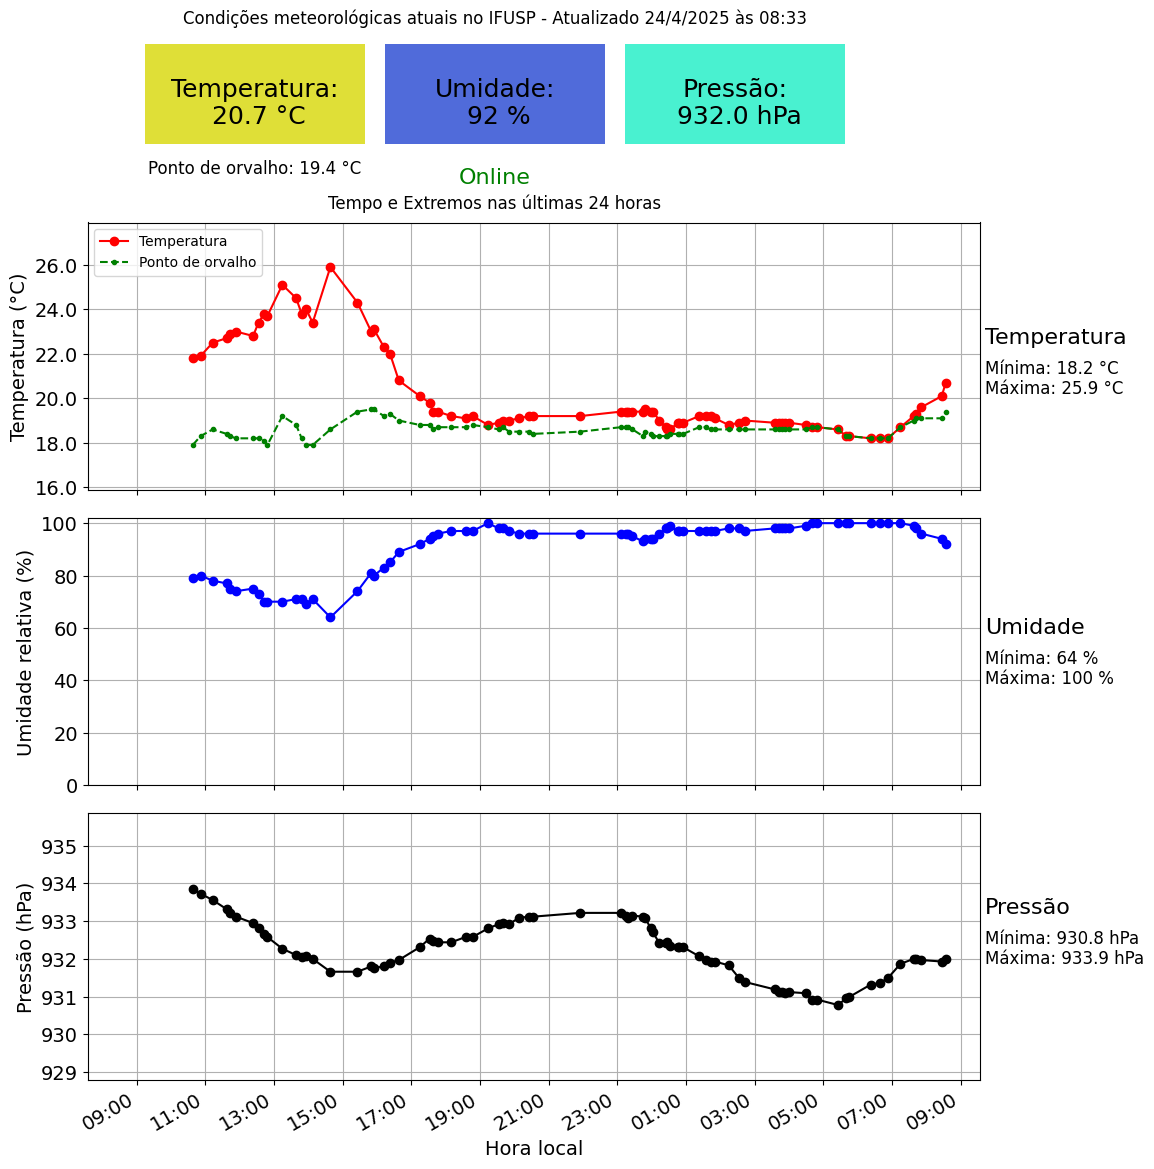 Condições meteorológicas atuais no IFUSP - Atualizado 24/4/2025 às 08:33
Temperatura:
20.7 °C
Umidade:
92 %
Pressão:
932.0 hPa
Ponto de orvalho: 19.4 °C
Online
Tempo e Extremos nas últimas 24 horas
Temperatura
Ponto de orvalho
Temperatura (°C)
26.0
24.0
22.0
20.0
18.0
16.0
Temperatura
Mínima: 18.2 °C
Máxima: 25.9 °C
Umidade relativa (%)
100
80
60
40
20
0
Umidade
Mínima: 64 %
Máxima: 100 %
Pressão (hPa)
935
934
933
932
931
930
929
Pressão
Mínima: 930.8 hPa
Máxima: 933.9 hPa
09:00
11:00
13:00
15:00
17:00
19:00
21:00
23:00
01:00
03:00
05:00
07:00
09:00
Hora local